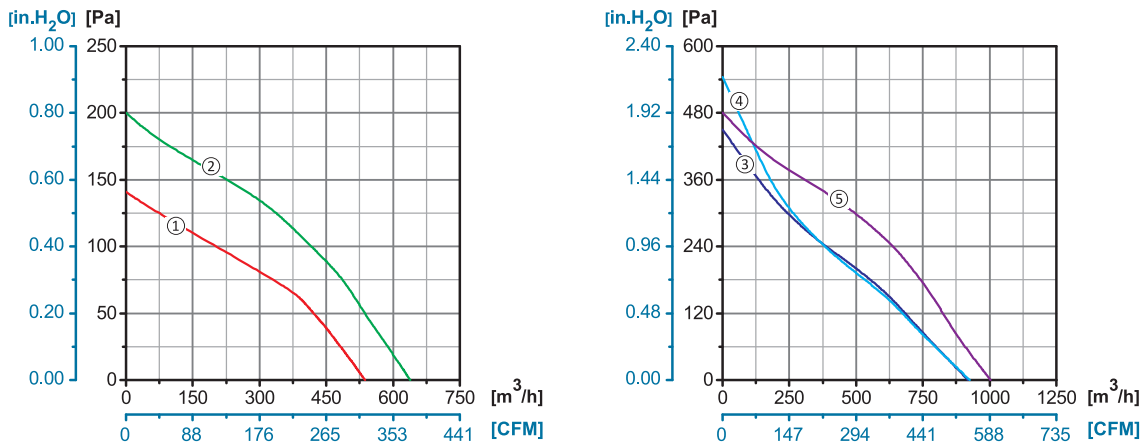 [in.H₂O] [Pa]
1.00 250
0.80 200
0.60 150
0.40 100
0.20 50
0.00 0
① ②
0 150 300 450 600 750 [m³/h]
0 88 176 265 353 441 [CFM]
[in.H₂O] [Pa]
2.40 600
1.92 480
1.44 360
0.96 240
0.48 120
0.00 0
④ ③ ⑤
0 250 500 750 1000 1250 [m³/h]
0 147 294 441 588 735 [CFM]